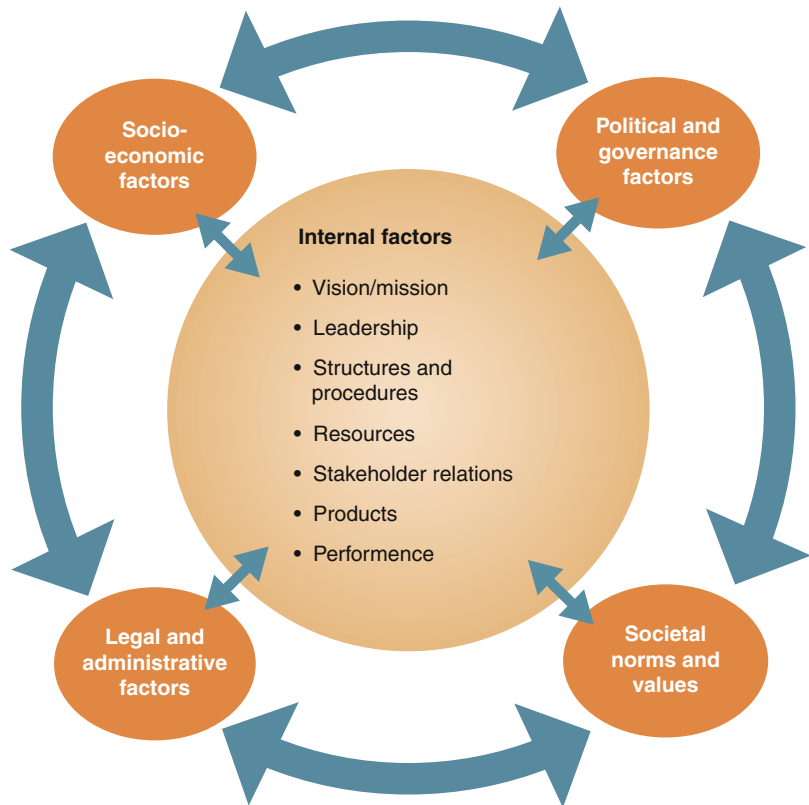 Socio-
economic
factors
Political and
governance
factors
Internal factors
• Vision/mission
• Leadership
• Structures and
procedures
• Resources
• Stakeholder relations
• Products
• Performence
Legal and
administrative
factors
Societal
norms and
values